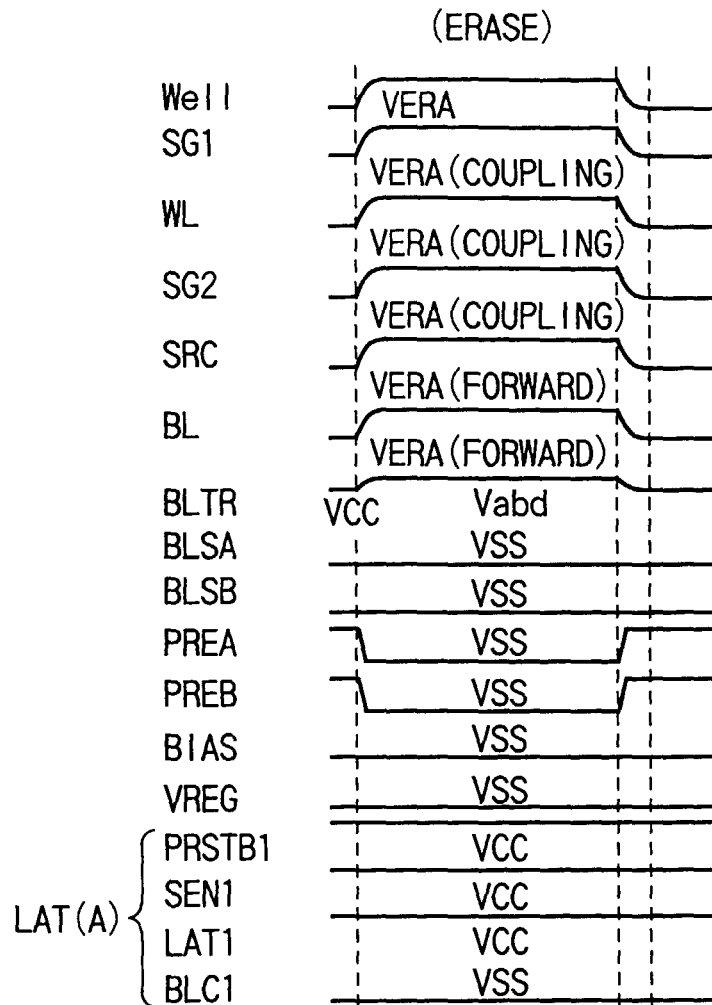 (ERASE)
Well
VERA
SG1
VERA(COUPLING)
WL
VERA(COUPLING)
SG2
VERA(COUPLING)
SRC
VERA(FORWARD)
BL
VERA(FORWARD)
BLTR VCC Vabd
BLSA VSS
BLSB VSS
PREA VSS
PREB VSS
BIAS VSS
VREG VSS
PRSTB1 VCC
SEN1 VCC
LAT(A)
LAT1 VCC
BLC1 VSS